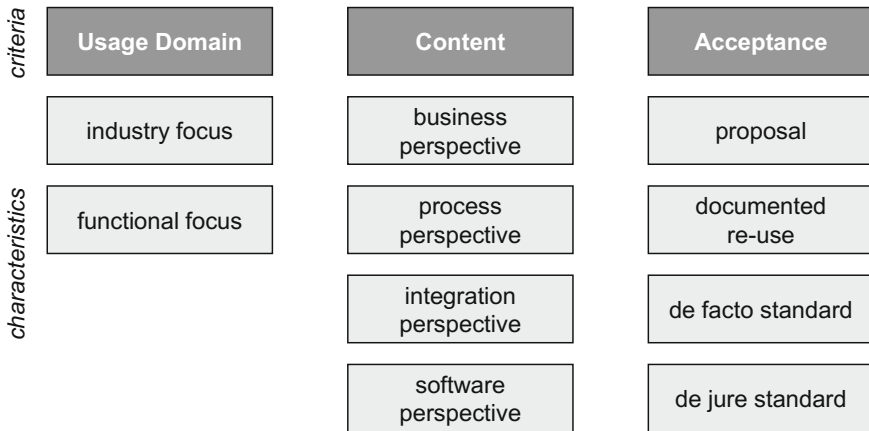 criteria
Usage Domain
Content
Acceptance
characteristics
industry focus
business
perspective
proposal
functional focus
process
perspective
documented
re-use
integration
perspective
de facto standard
software
perspective
de jure standard